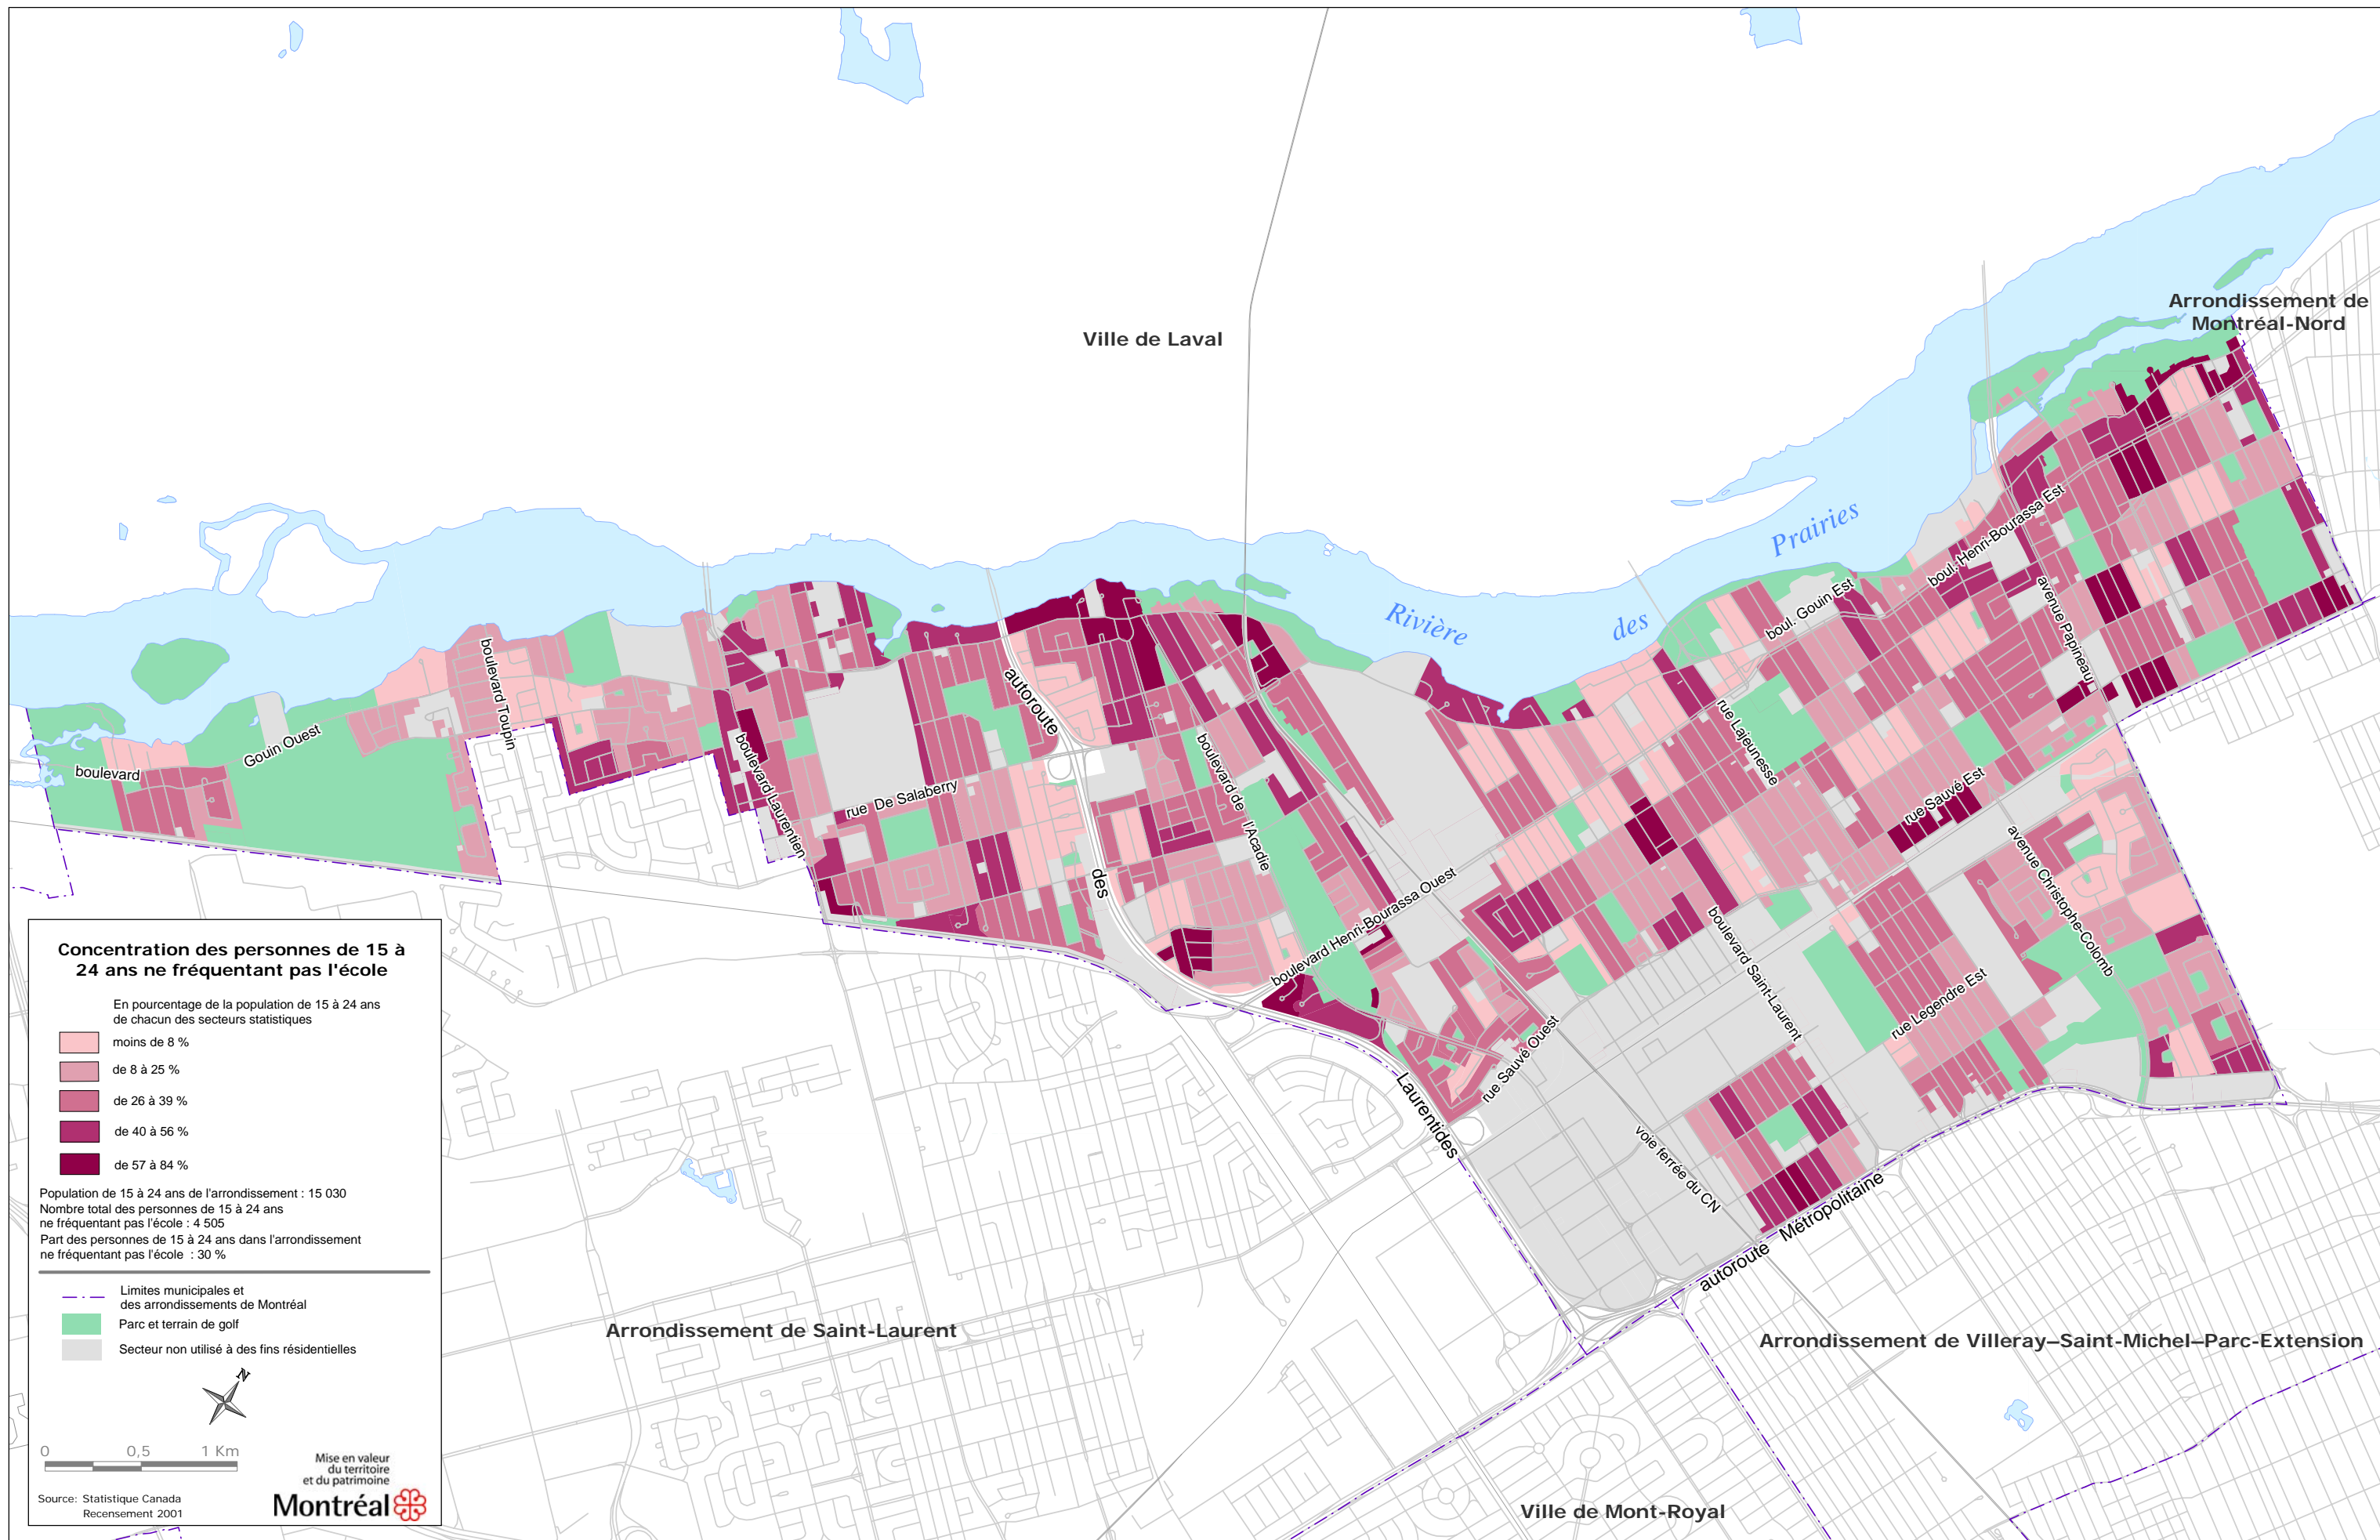 Ville de Laval
Arrondissement de
Montréal-Nord
Rivière
des
Prairies
boulevard
Gouin Ouest
boulevard Toupin
boulevard Laurentien
rue De Salaberry
autoroute
des
Laurentides
boulevard de
l'Acadie
boulevard Henri-Bourassa Ouest
rue Sauvé Ouest
voie ferrée du CN
boulevard Saint-Laurent
rue Lajeunesse
boul. Gouin Est
boul. Henri-Bourassa Est
avenue Papineau
rue Sauvé Est
avenue Christophe-Colomb
rue Legendre Est
autoroute Métropolitaine
Arrondissement de Saint-Laurent
Arrondissement de Villeray–Saint-Michel–Parc-Extension
Ville de Mont-Royal
Concentration des personnes de 15 à
24 ans ne fréquentant pas l'école
En pourcentage de la population de 15 à 24 ans
de chacun des secteurs statistiques
moins de 8 %
de 8 à 25 %
de 26 à 39 %
de 40 à 56 %
de 57 à 84 %
Population de 15 à 24 ans de l'arrondissement : 15 030
Nombre total des personnes de 15 à 24 ans
ne fréquentant pas l'école : 4 505
Part des personnes de 15 à 24 ans dans l'arrondissement
ne fréquentant pas l'école : 30 %
Limites municipales et
des arrondissements de Montréal
Parc et terrain de golf
Secteur non utilisé à des fins résidentielles
N
0 0,5 1 Km
Mise en valeur
du territoire
et du patrimoine
Montréal
Source: Statistique Canada
Recensement 2001